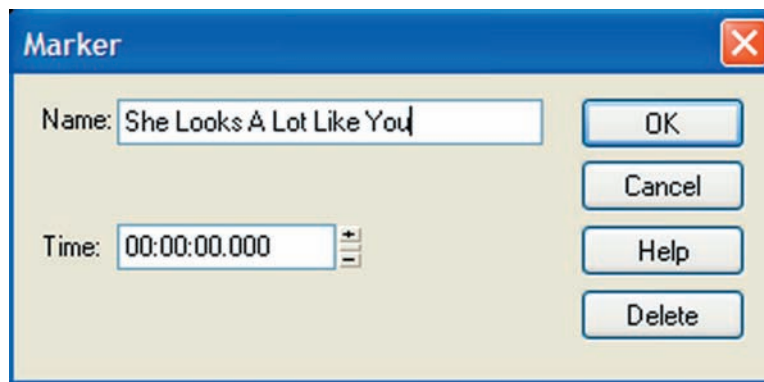 Marker
Name: She Looks A Lot Like You
OK
Cancel
Time: 00:00:00.000
Help
Delete